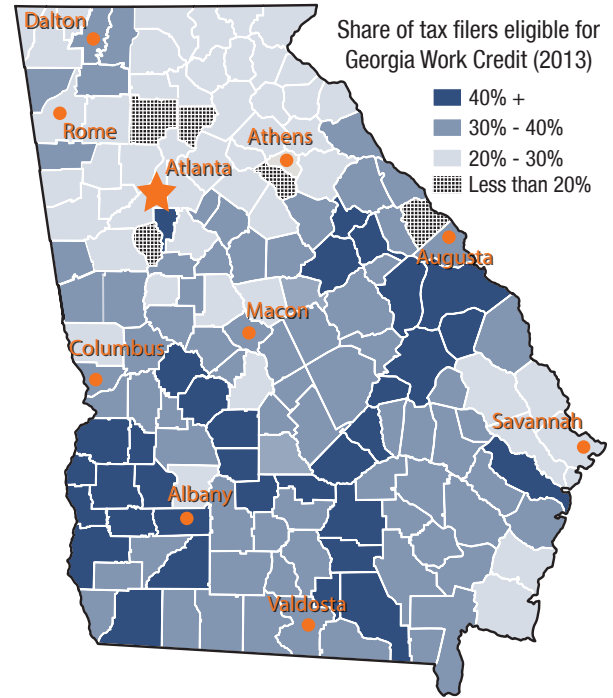 Share of tax filers eligible for
Georgia Work Credit (2013)
40% +
30% - 40%
20% - 30%
Less than 20%
Dalton
Rome
Athens
Atlanta
Augusta
Macon
Columbus
Savannah
Albany
Valdosta